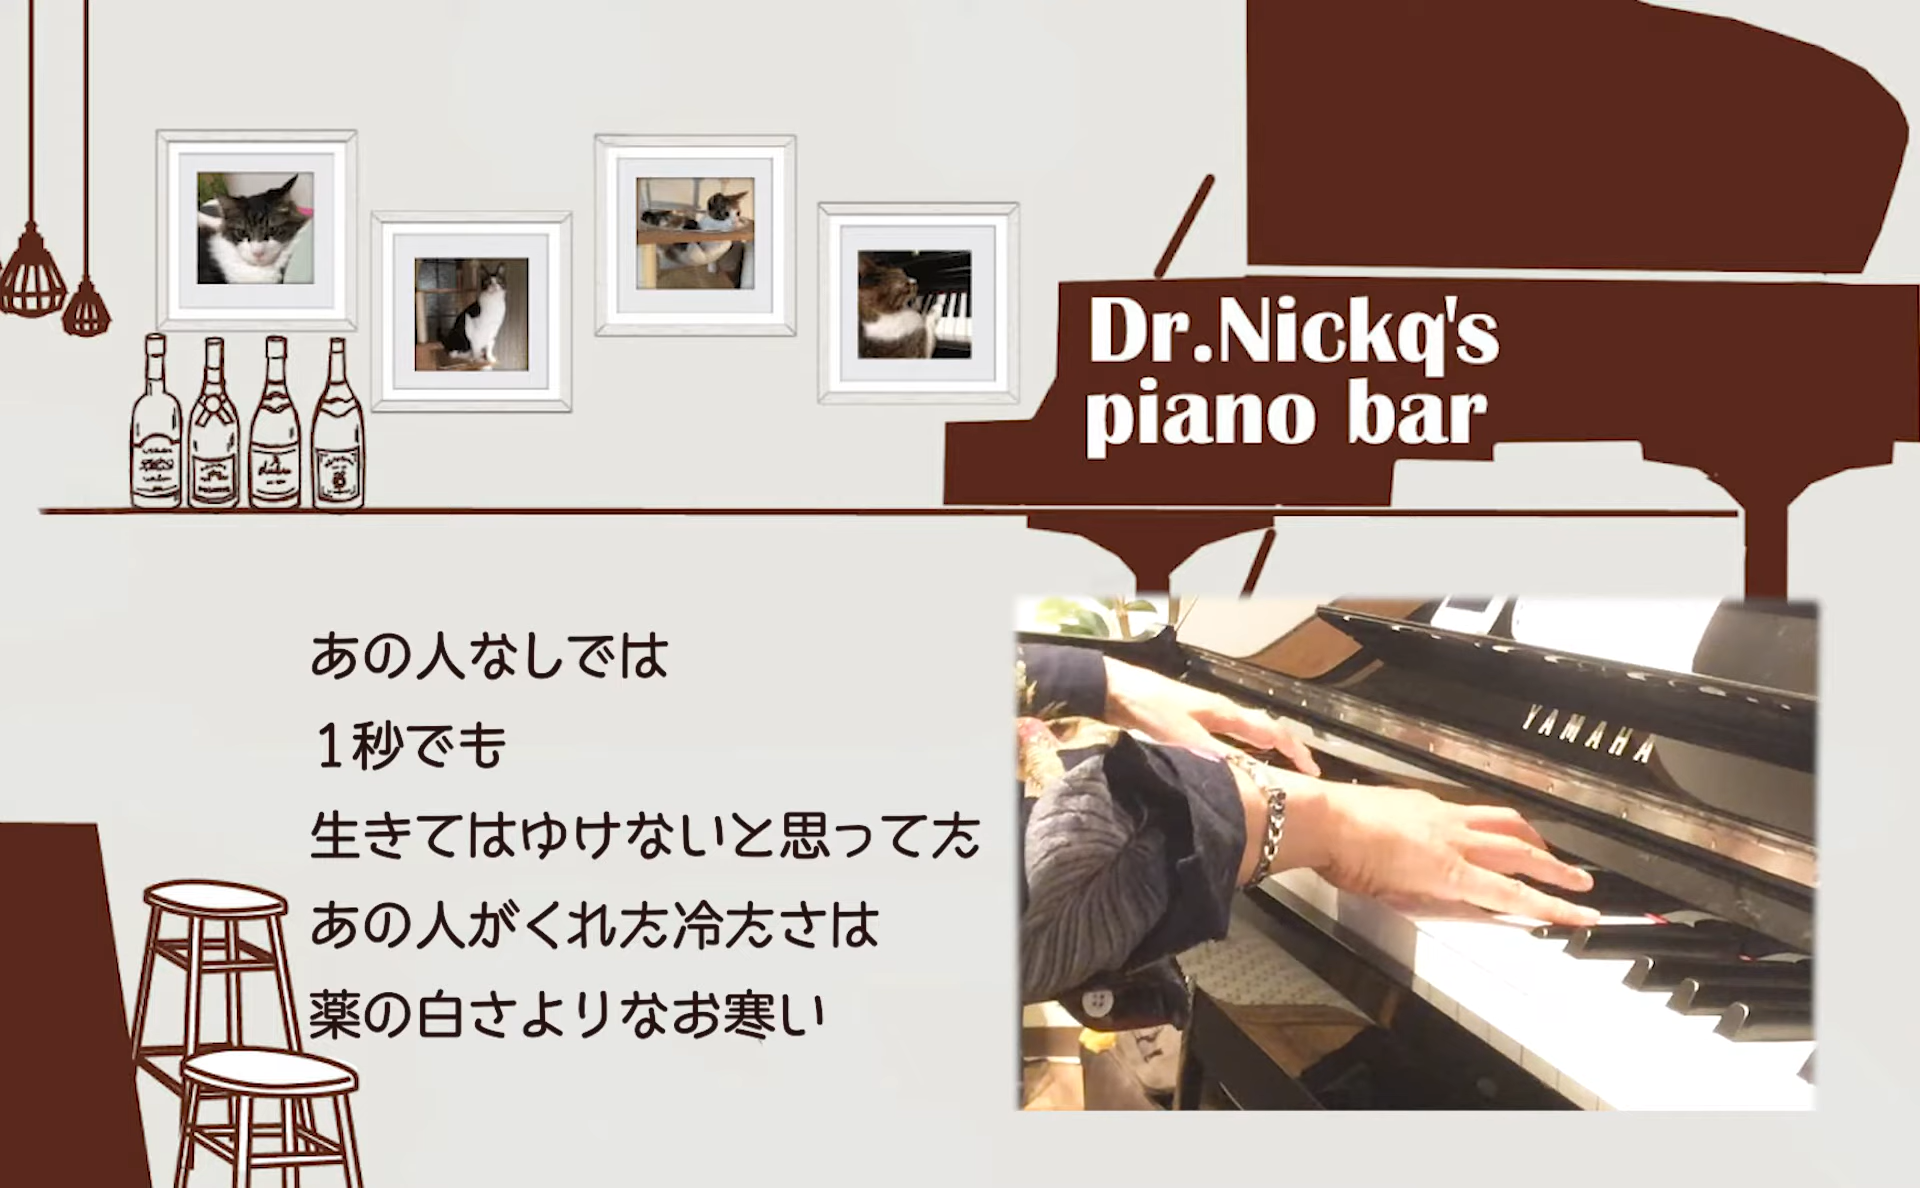 Dr.Nickq's
piano bar
あの人なしでは
1秒でも
生きてはゆけないと思ってた
あの人がくれた冷たさは
薬の白さよりなお寒い
YAMAHA